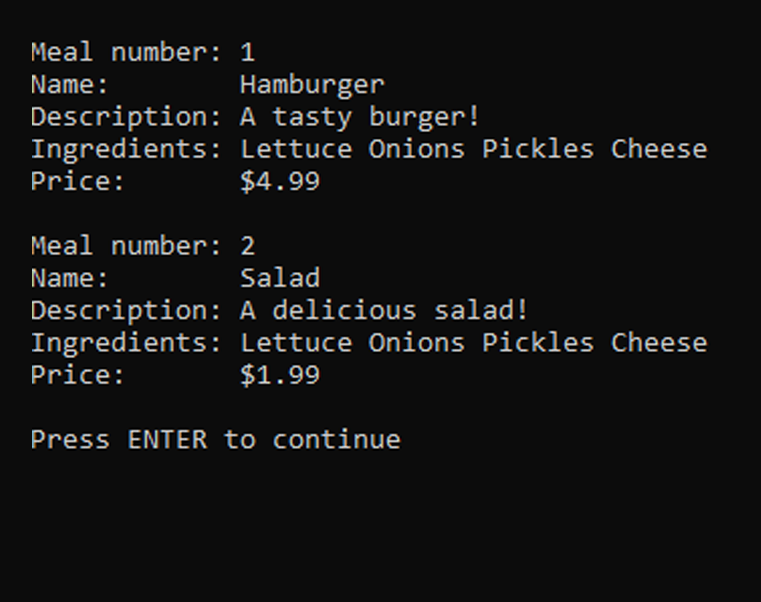 Meal number: 1
Name:        Hamburger
Description: A tasty burger!
Ingredients: Lettuce Onions Pickles Cheese
Price:       $4.99

Meal number: 2
Name:        Salad
Description: A delicious salad!
Ingredients: Lettuce Onions Pickles Cheese
Price:       $1.99

Press ENTER to continue